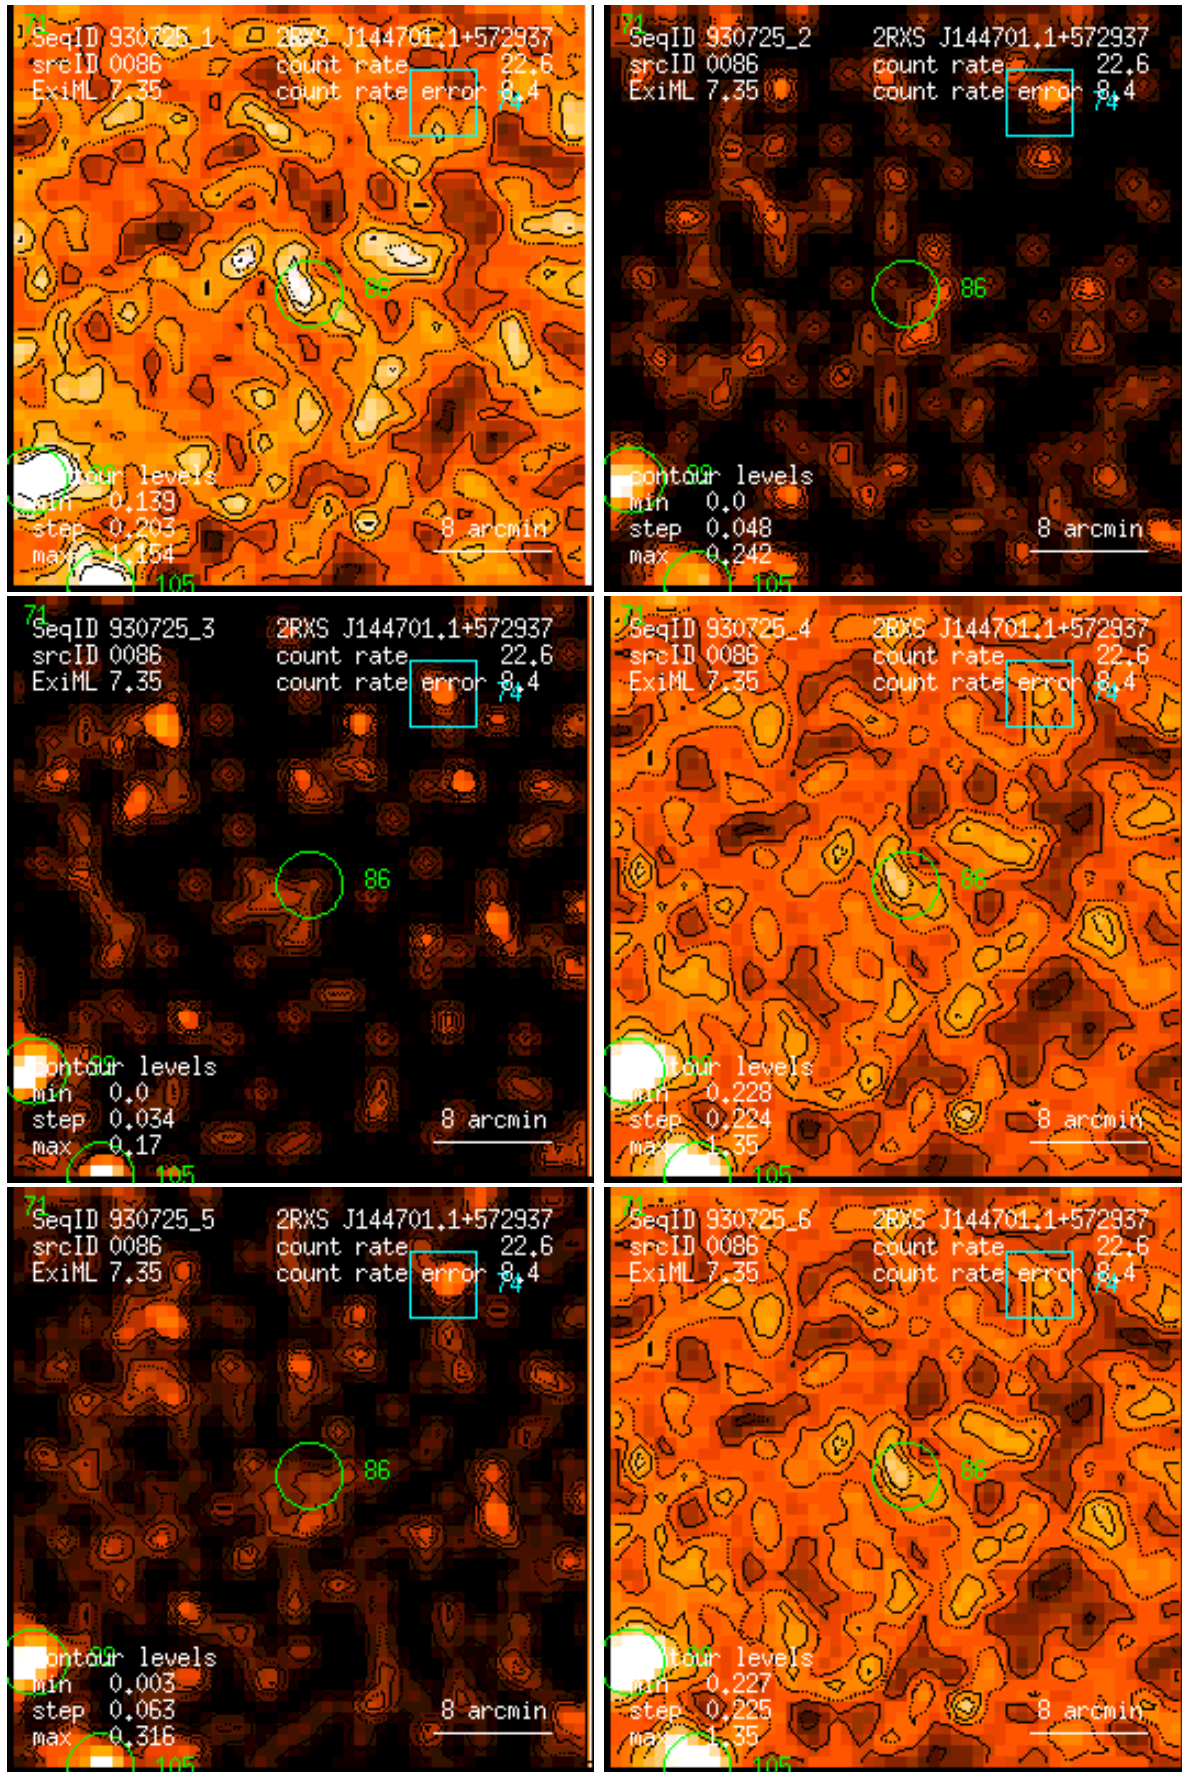 71
SeqID 930725_1 2RXS J144701.1+572937
srcID 0086 count rate 22.6
ExiML 7.35 count rate error 8.4
74
86
99
contour levels
min 0.139
step 0.203
max 1.154
8 arcmin
105
71
SeqID 930725_2 2RXS J144701.1+572937
srcID 0086 count rate 22.6
ExiML 7.35 count rate error 8.4
74
86
99
contour levels
min 0.0
step 0.048
max 0.242
8 arcmin
105
71
SeqID 930725_3 2RXS J144701.1+572937
srcID 0086 count rate 22.6
ExiML 7.35 count rate error 8.4
74
86
99
contour levels
min 0.0
step 0.034
max 0.17
8 arcmin
105
71
SeqID 930725_4 2RXS J144701.1+572937
srcID 0086 count rate 22.6
ExiML 7.35 count rate error 8.4
74
86
99
contour levels
min 0.228
step 0.224
max 1.35
8 arcmin
105
71
SeqID 930725_5 2RXS J144701.1+572937
srcID 0086 count rate 22.6
ExiML 7.35 count rate error 8.4
74
86
99
contour levels
min 0.003
step 0.063
max 0.316
8 arcmin
105
71
SeqID 930725_6 2RXS J144701.1+572937
srcID 0086 count rate 22.6
ExiML 7.35 count rate error 8.4
74
86
99
contour levels
min 0.227
step 0.225
max 1.35
8 arcmin
105